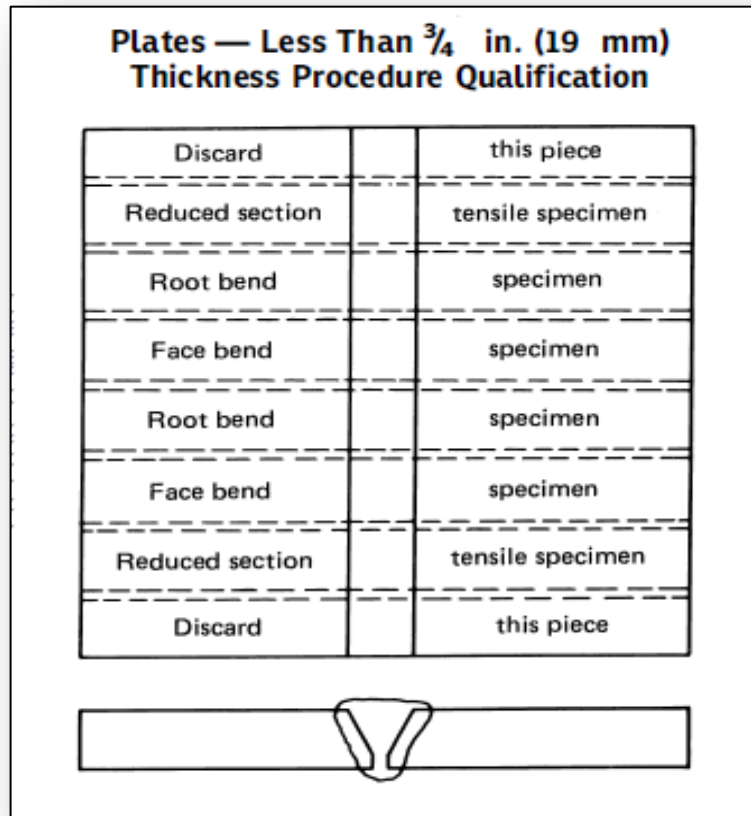 Plates — Less Than ¾ in. (19 mm)
Thickness Procedure Qualification
Discard this piece
Reduced section tensile specimen
Root bend specimen
Face bend specimen
Root bend specimen
Face bend specimen
Reduced section tensile specimen
Discard this piece